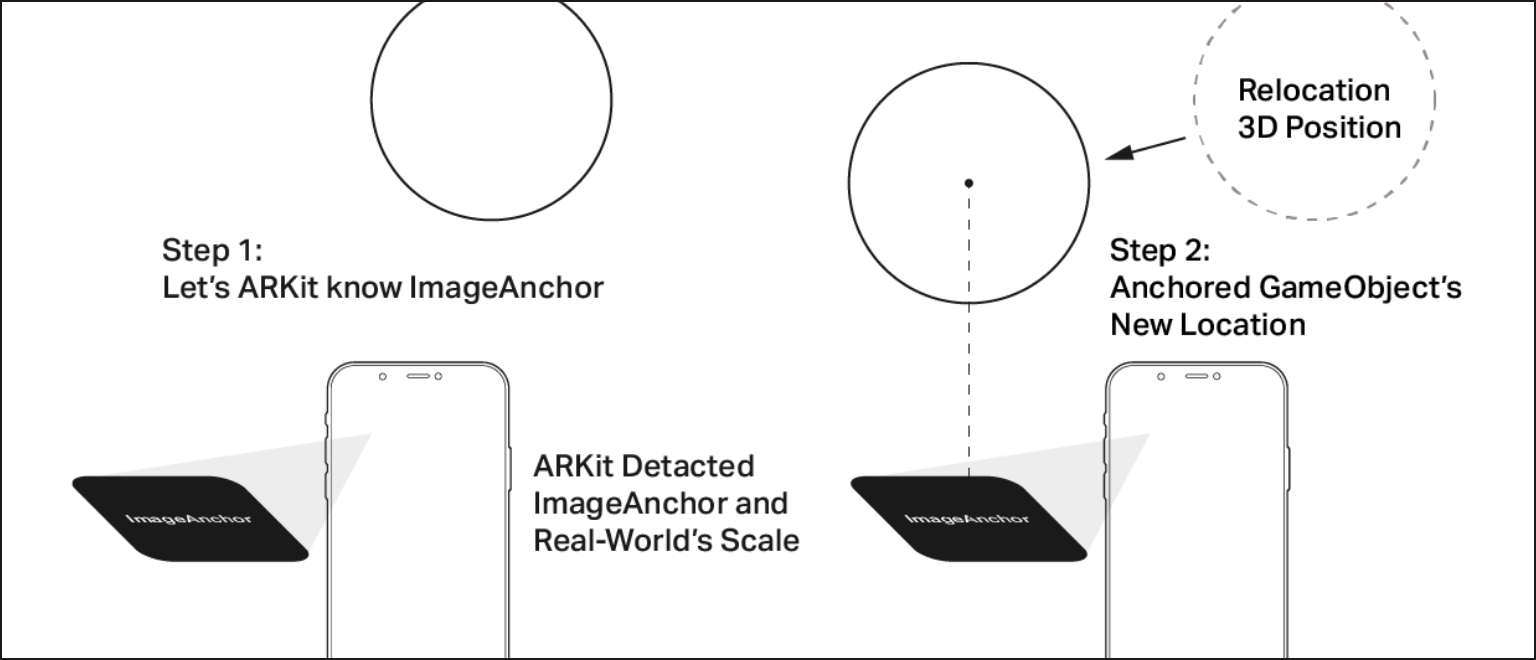 Step 1:
Let's ARKit know ImageAnchor
ImageAnchor
ARKit Detacted
ImageAnchor and
Real-World's Scale
Relocation
3D Position
Step 2:
Anchored GameObject's
New Location
ImageAnchor